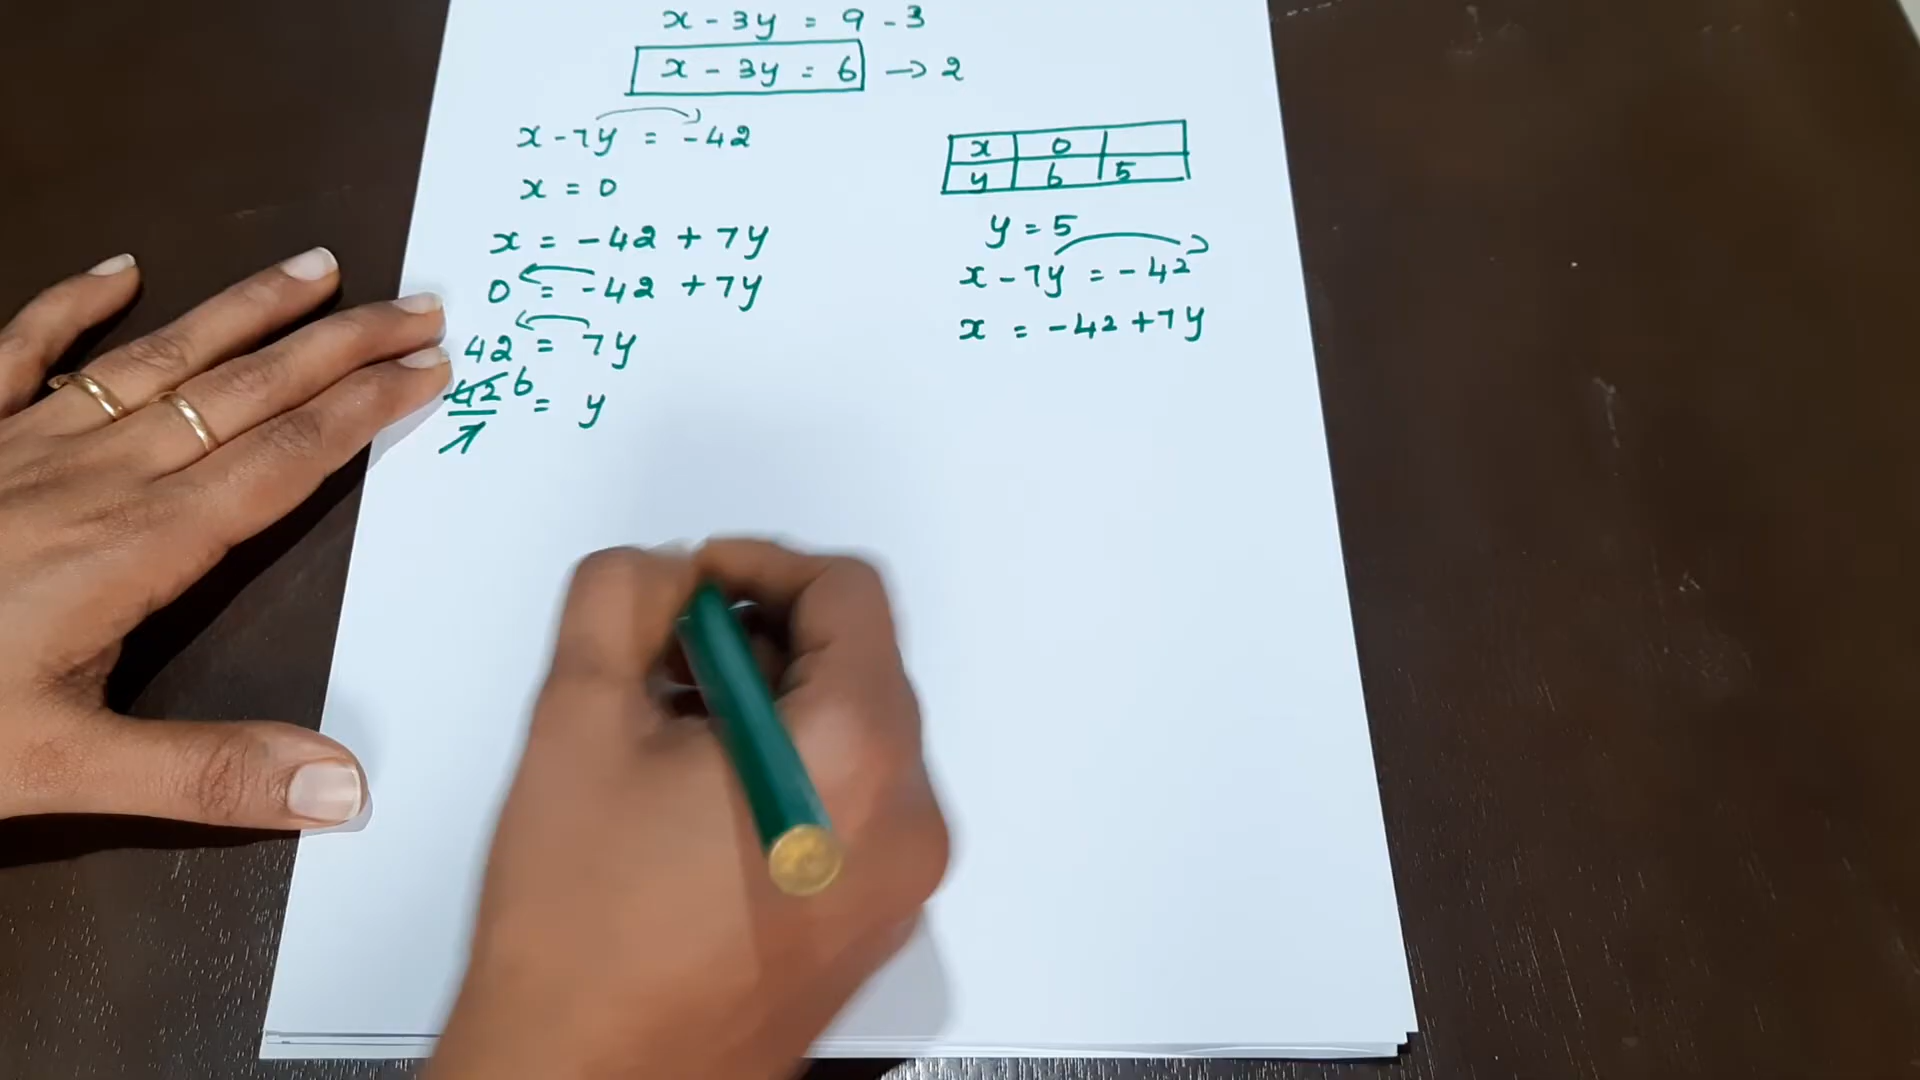 x - 3y = 9 - 3
x - 3y = 6 → 2
x - 7y = -42
x = 0
x = -42 + 7y
0 = -42 + 7y
42 = 7y
42 6 = y
7
x 0
y 6 5
y = 5
x - 7y = -42
x = -42 + 7y